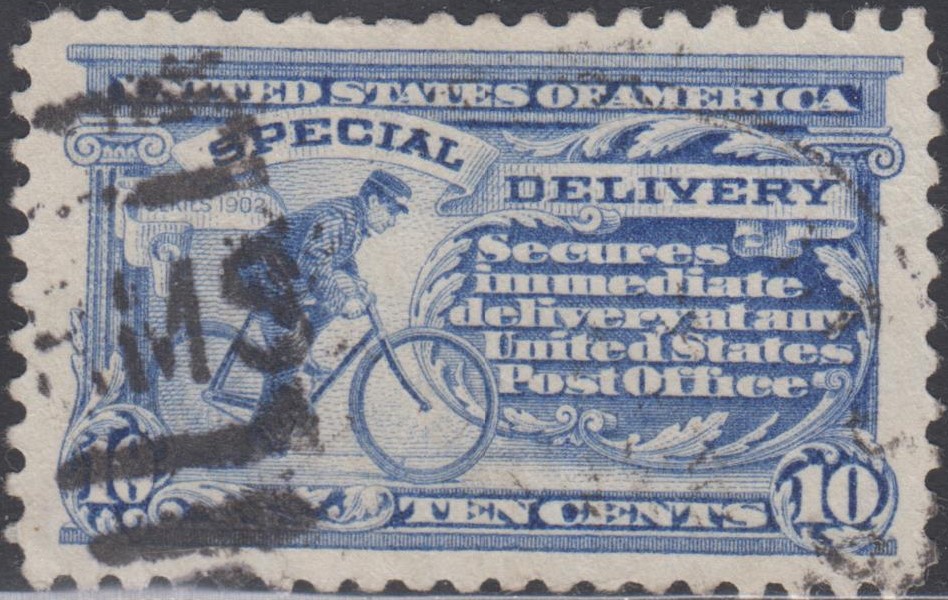 UNITED STATES OF AMERICA
SPECIAL
DELIVERY
SERIES 1902
Secures
immediate
delivery at any
United States
Post Office
MS
10
TEN CENTS
10